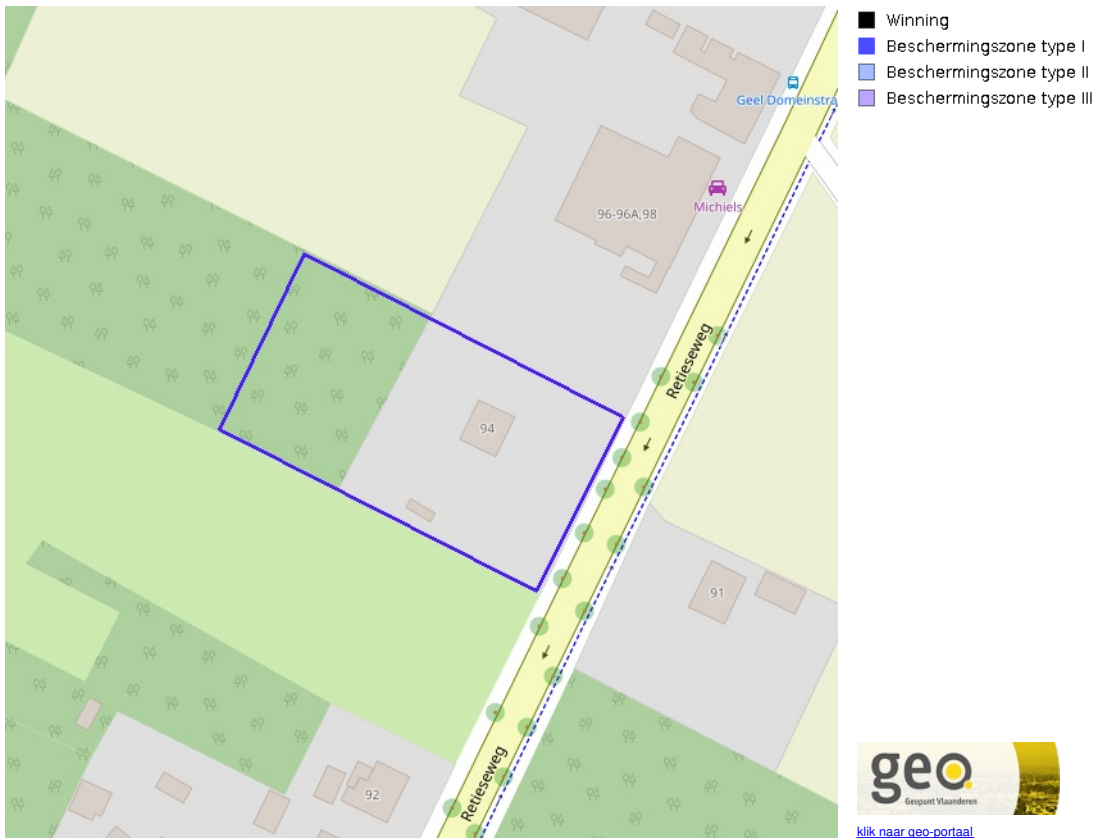 Winning
Beschermingszone type I
Beschermingszone type II
Beschermingszone type III
Geel Domeinstra
96-96A,98
Michiels
Retieseweg
94
91
Retieseweg
92
geo.
Geopunt Vlaanderen
klik naar geo-portaal